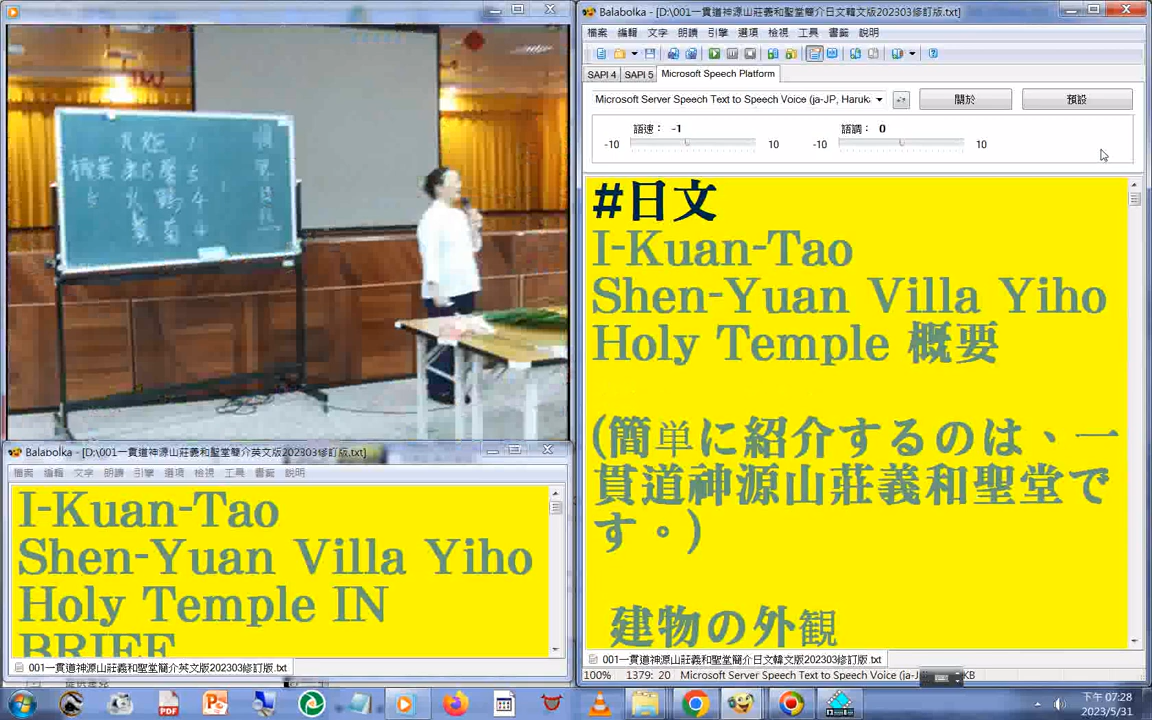 Balabolka - [D:\001一貫道神源山莊義和聖堂簡介日文韓文版202303修訂版.txt]
檔案 編輯 文字 朗讀 引擎 選項 檢視 工具 書籤 說明
SAPI 4 SAPI 5 Microsoft Speech Platform
Microsoft Server Speech Text to Speech Voice (ja-JP, Haruka
關於 預設
語速： -1 語調： 0
-10 10 -10 10
#日文
I-Kuan-Tao
Shen-Yuan Villa Yiho
Holy Temple 概要
(簡単に紹介するのは、一
貫道神源山莊義和聖堂で
す。)
建物の外観
001一貫道神源山莊義和聖堂簡介日文韓文版202303修訂版.txt
100% 1379: 20 Microsoft Server Speech Text to Speech Voice (ja-J KB
Balabolka - [D:\001一貫道神源山莊義和聖堂簡介英文版202303修訂版.txt]
檔案 編輯 文字 朗讀 引擎 選項 檢視 工具 書籤 說明
I-Kuan-Tao
Shen-Yuan Villa Yiho
Holy Temple IN
BRIEF
001一貫道神源山莊義和聖堂簡介英文版202303修訂版.txt
下午 07:28
2023/5/31